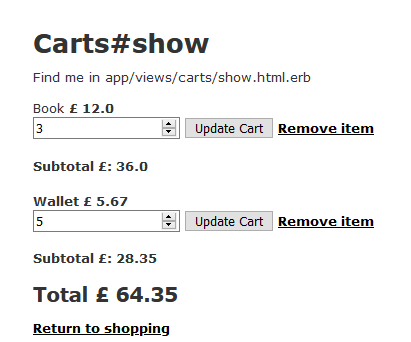 Carts#show
Find me in app/views/carts/show.html.erb
Book £ 12.0
3 Update Cart Remove item
Subtotal £: 36.0
Wallet £ 5.67
5 Update Cart Remove item
Subtotal £: 28.35
Total £ 64.35
Return to shopping